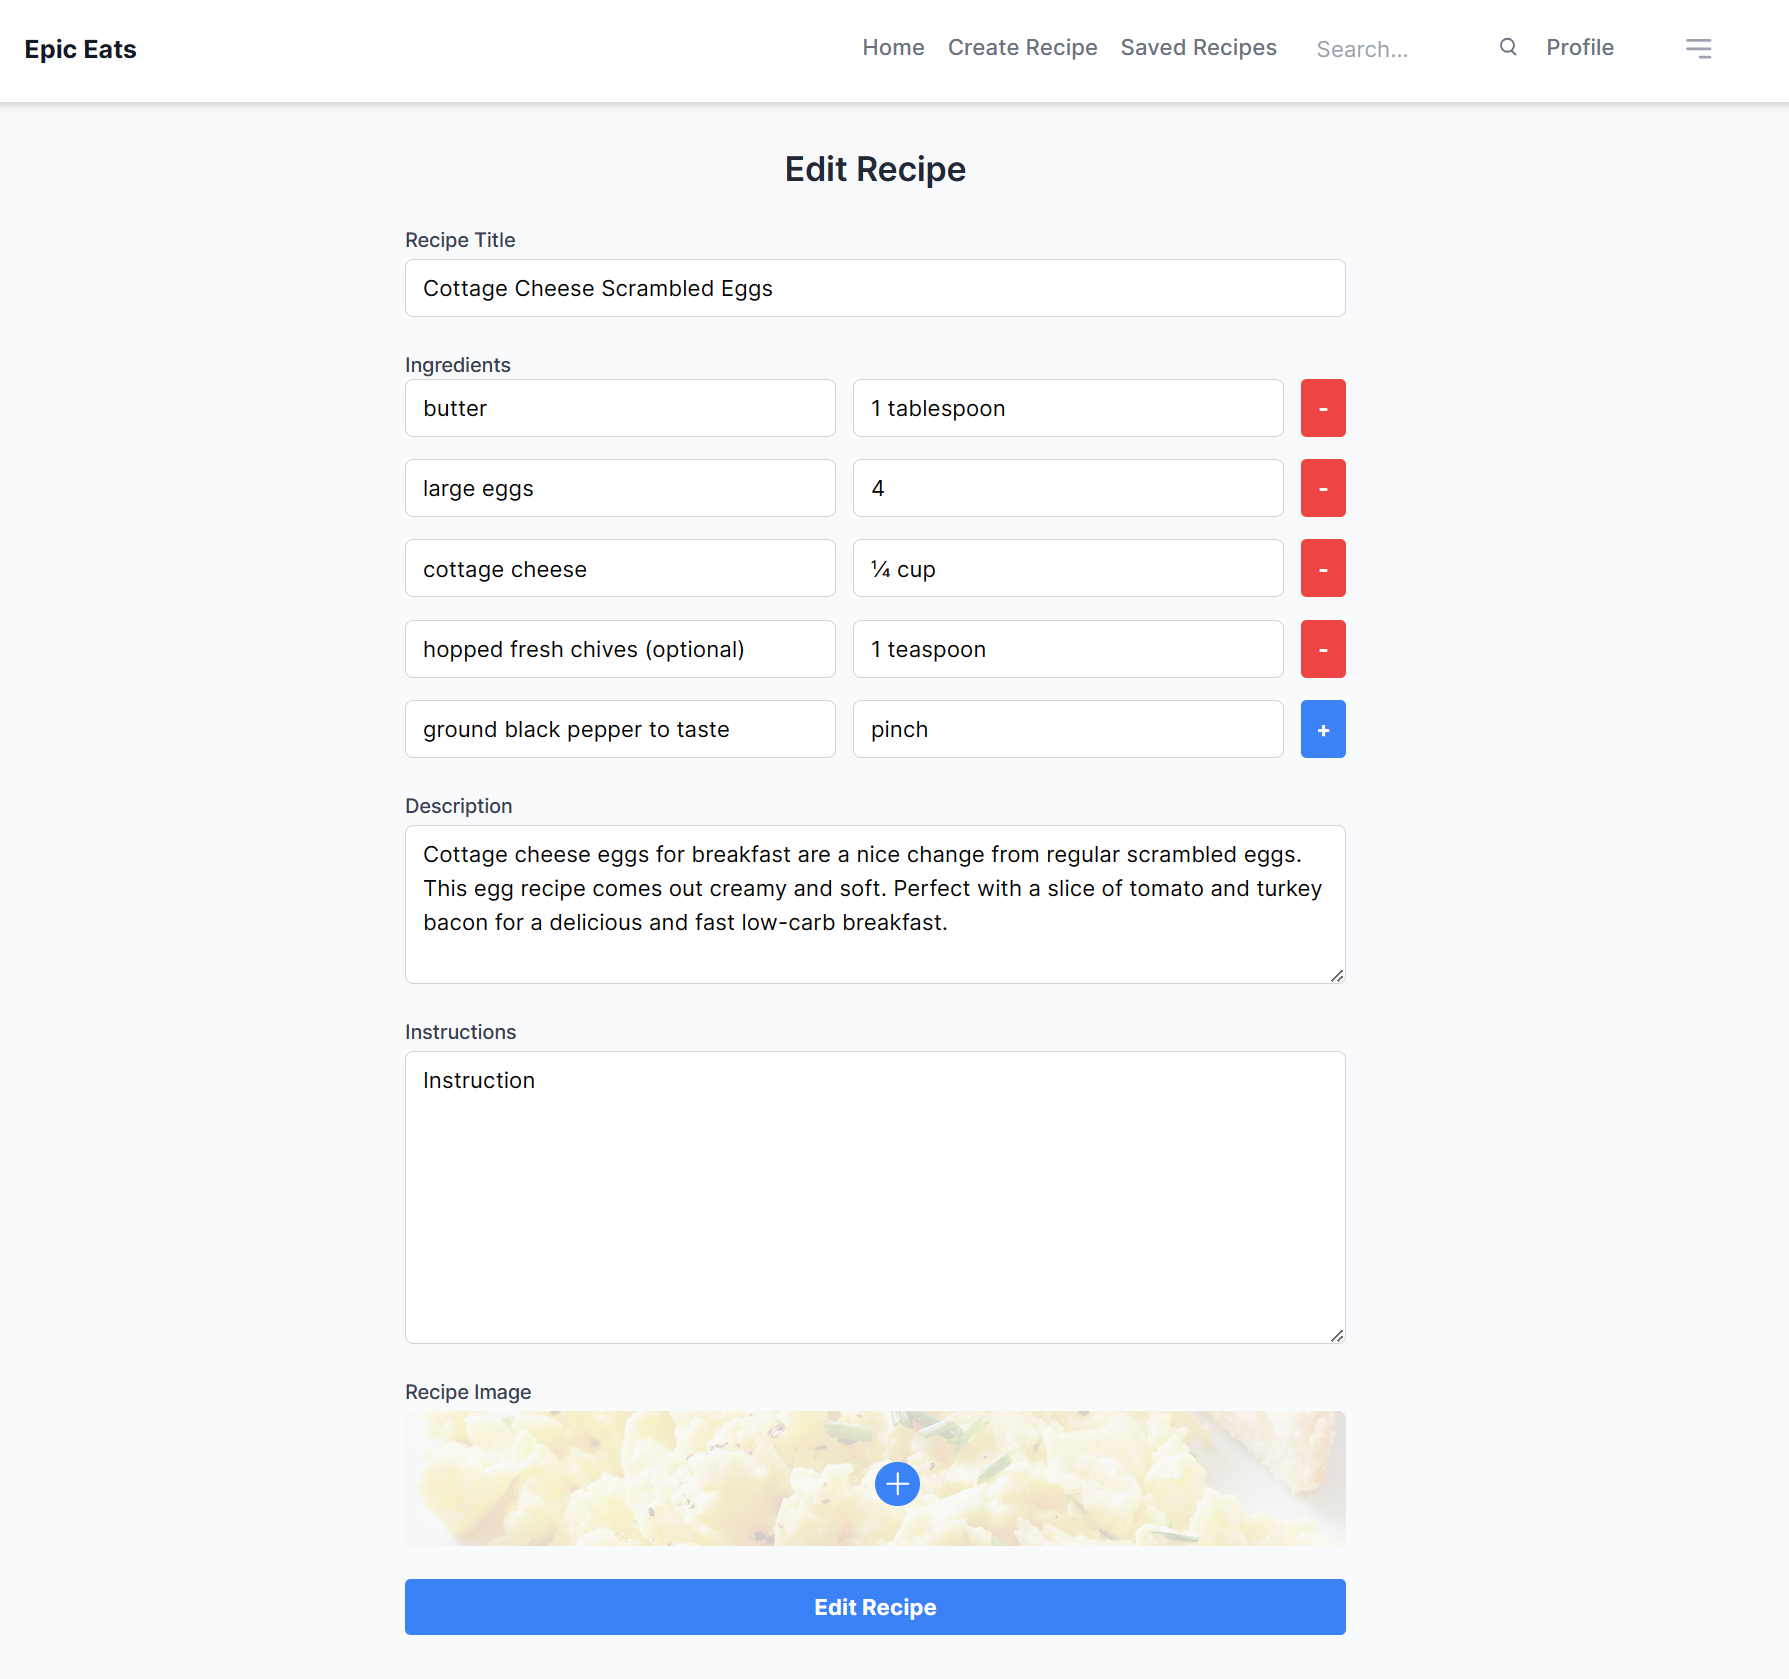 Epic Eats
Home Create Recipe Saved Recipes Search... Profile
Edit Recipe
Recipe Title
Cottage Cheese Scrambled Eggs
Ingredients
butter 1 tablespoon -
large eggs 4 -
cottage cheese ¼ cup -
hopped fresh chives (optional) 1 teaspoon -
ground black pepper to taste pinch +
Description
Cottage cheese eggs for breakfast are a nice change from regular scrambled eggs.
This egg recipe comes out creamy and soft. Perfect with a slice of tomato and turkey
bacon for a delicious and fast low-carb breakfast.
Instructions
Instruction
Recipe Image
Edit Recipe